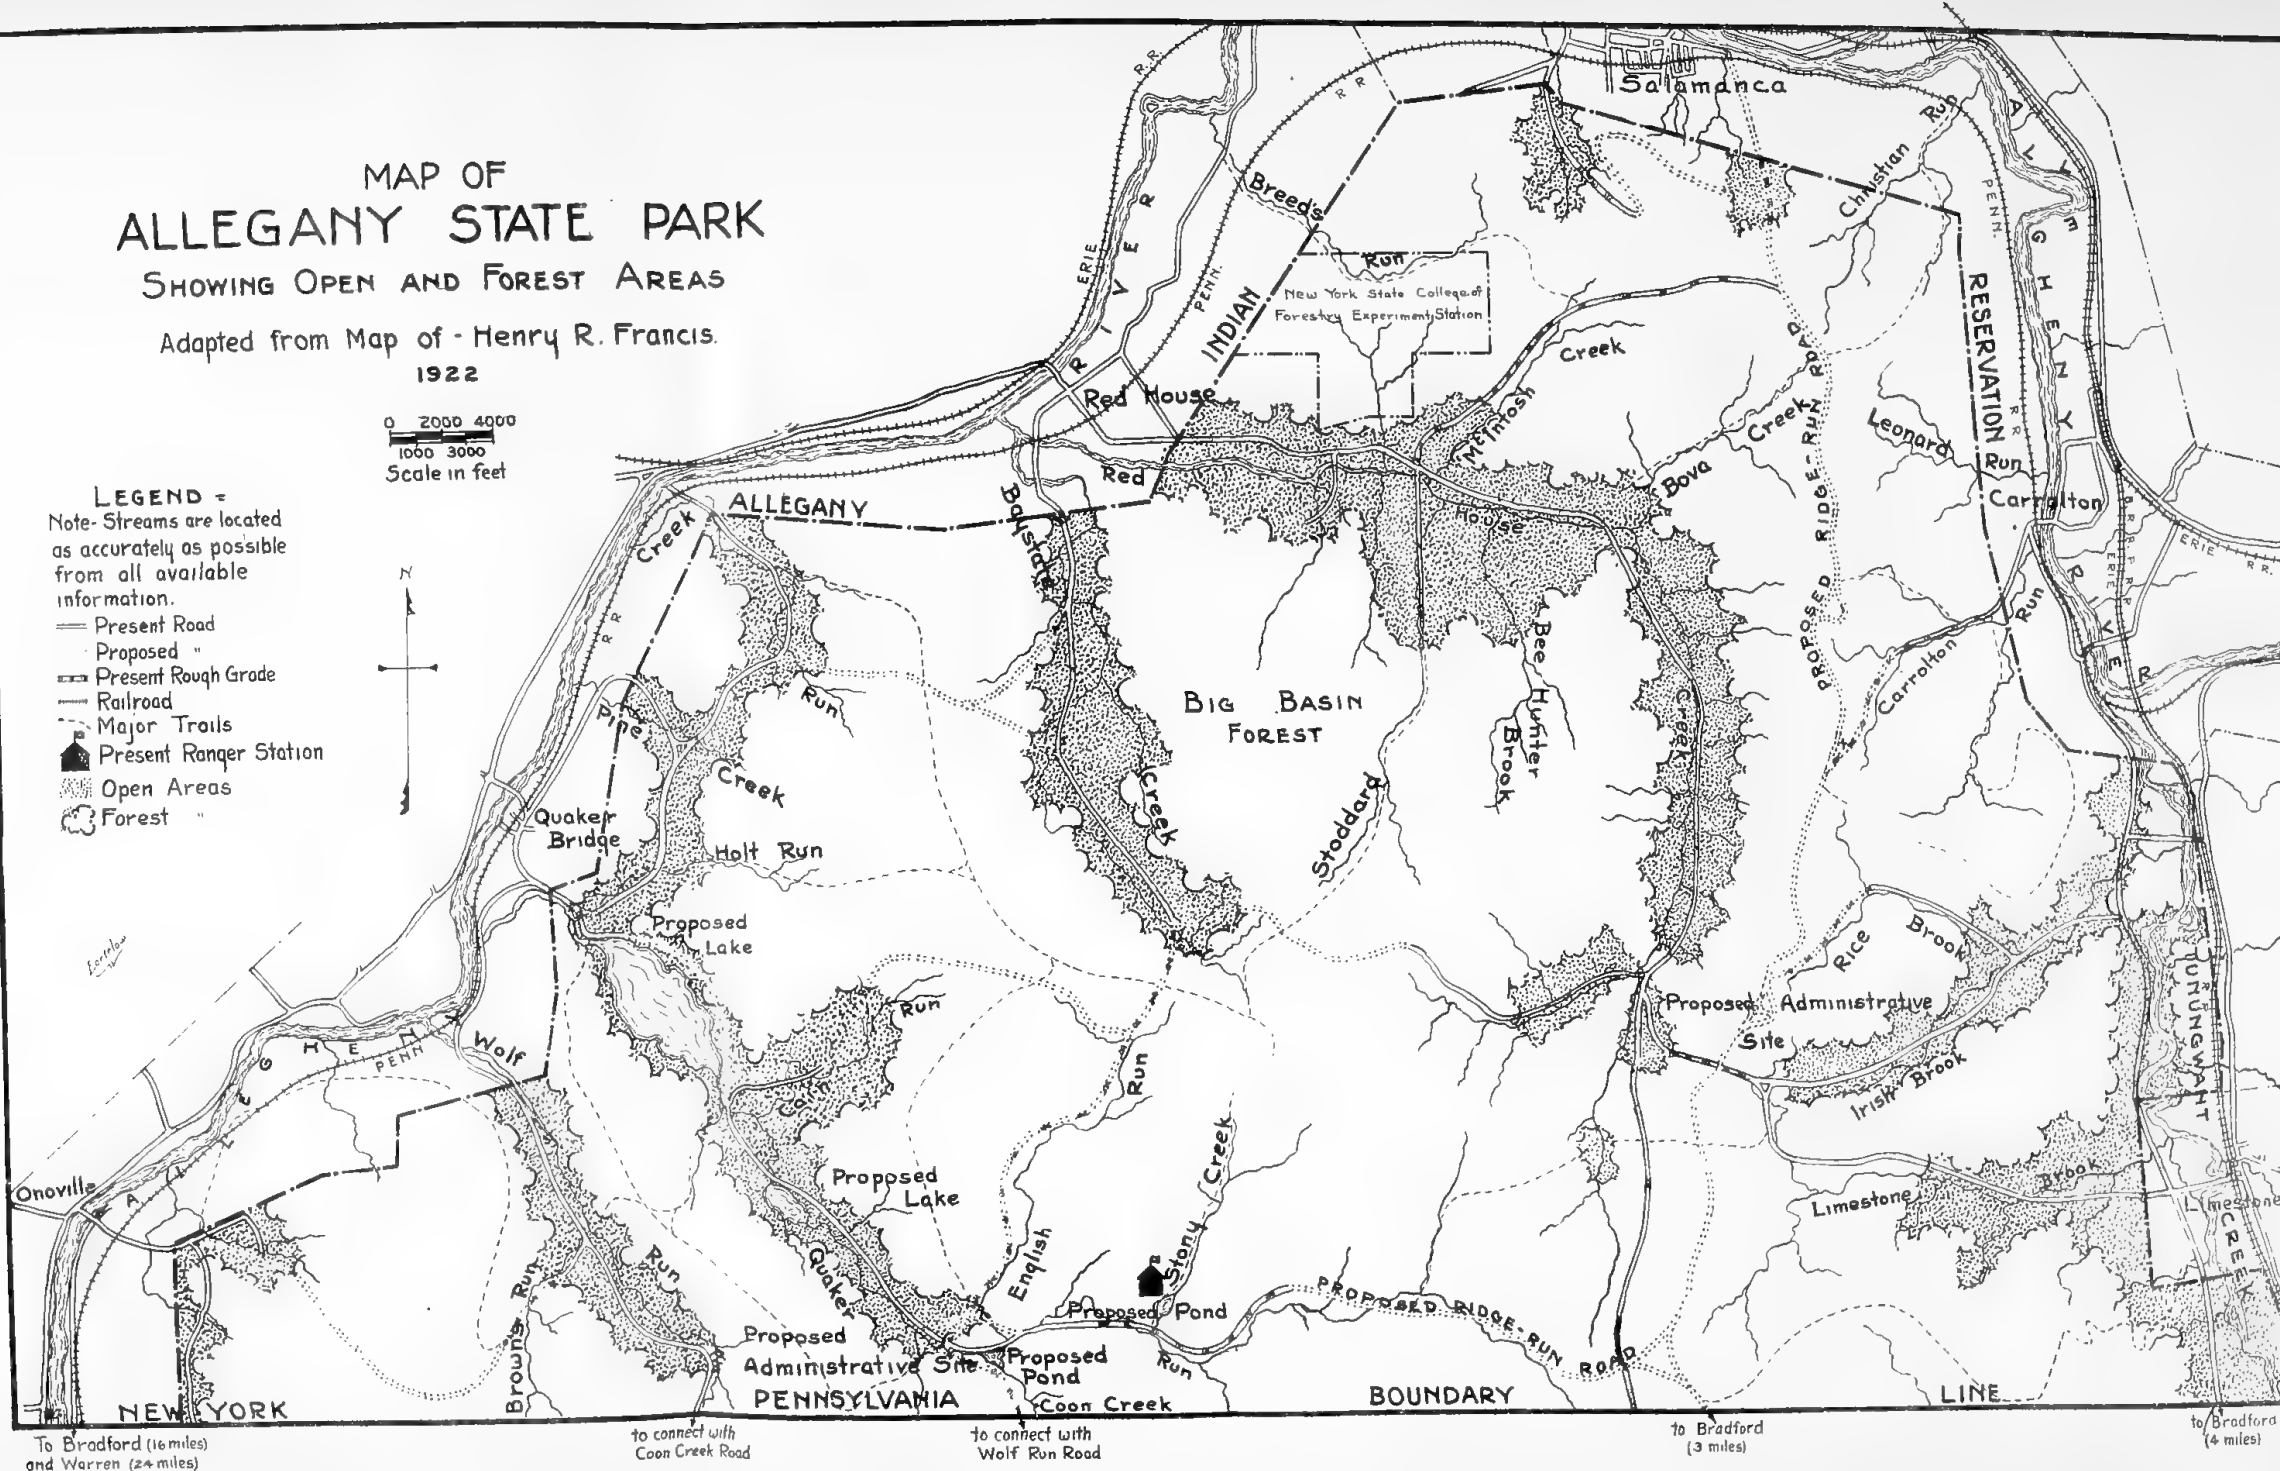 MAP OF
ALLEGANY STATE PARK
SHOWING OPEN AND FOREST AREAS
Adapted from Map of - Henry R. Francis.
1922
0 2000 4000
1000 3000
Scale in feet
LEGEND =
Note- Streams are located
as accurately as possible
from all available
information.
Present Road
Proposed "
Present Rough Grade
Railroad
Major Trails
Present Ranger Station
Open Areas
Forest "
N
Salamanca
R.R.
R R
Christian Run
Breeds Run
ERIE
PENN.
RIVER
INDIAN
RESERVATION
New York State College of
Forestry Experiment Station
ALLEGHENY
PENN.
R R
RIVER
Red House
McIntosh
Creek
Bova Creek
PROPOSED RIDGE-RUN ROAD
Leonard
Run
Carrolton
Red House Creek
B.R.&P.R.R.
ERIE
ERIE
R R.
ALLEGANY
Creek
Baystate
Creek
R R
Pine
Run
Creek
BIG BASIN
FOREST
Bee Hunter
Brook
Stoddard
Carrolton Run
Quaker
Bridge
Holt Run
Proposed
Lake
Rice Brook
Proposed Administrative
Site
Irish Brook
TUNUNGWANT
CREEK
R.R.
Wolf
Run
ALLEGHENY
PENN
Cain
Run
Run
English
Stony Creek
Onoville
Proposed
Lake
Quaker
Run
Limestone
Brook
Limestone
Browns Run
Proposed Pond
PROPOSED RIDGE-RUN ROAD
Proposed
Administrative Site
Proposed
Pond
Coon Creek
NEW YORK
PENNSYLVANIA
BOUNDARY
LINE
To Bradford (16 miles)
and Warren (24 miles)
to connect with
Coon Creek Road
to connect with
Wolf Run Road
to Bradford
(3 miles)
to Bradford
(4 miles)